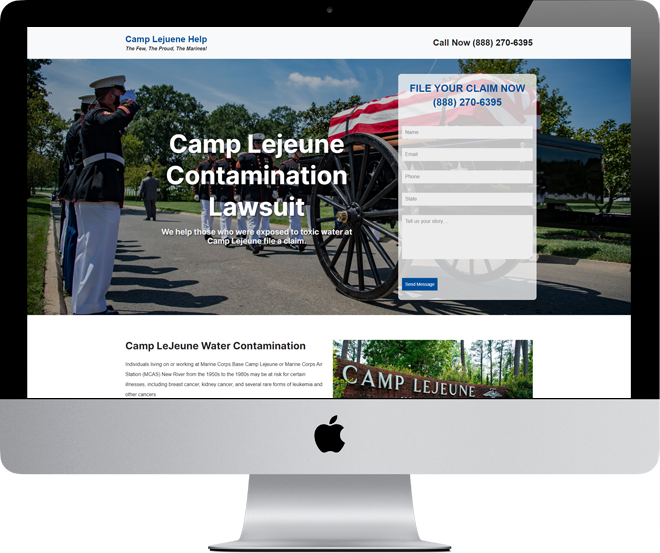 Camp Lejuene Help
The Few, The Proud, The Marines!
Call Now (888) 270-6395
FILE YOUR CLAIM NOW
(888) 270-6395
Name
Email
Phone
State
Tell us your story...
Send Message
Camp Lejeune
Contamination
Lawsuit
We help those who were exposed to toxic water at
Camp Lejeune file a claim.
Camp LeJeune Water Contamination
Individuals living on or working at Marine Corps Base Camp Lejeune or Marine Corps Air
Station (MCAS) New River from the 1950s to the 1980s may be at risk for certain
illnesses, including breast cancer, kidney cancer, and several rare forms of leukemia and
other cancers.
CAMP LEJEUNE